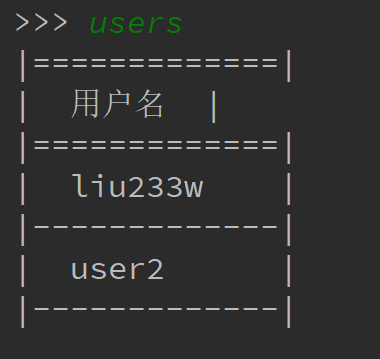 >>> users
|=============|
|  用户名  |
|=============|
|  liu233w    |
|-------------|
|  user2      |
|-------------|